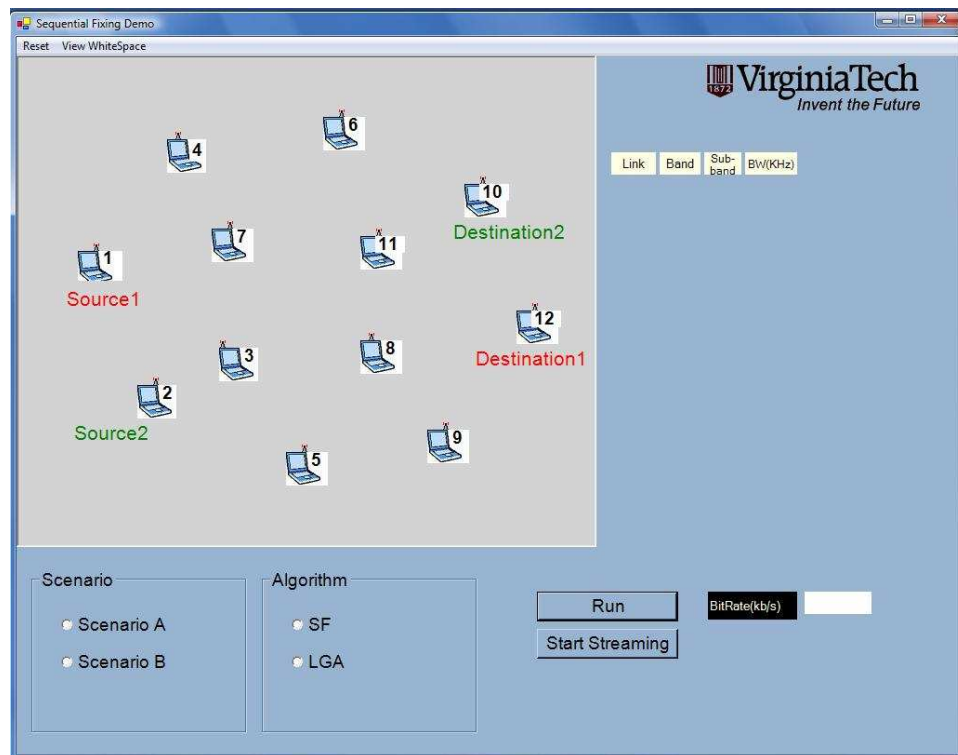 Sequential Fixing Demo
Reset View WhiteSpace
VirginiaTech
1872
Invent the Future
6
4
Link Band Sub-band BW(KHz)
10
Destination2
7
11
1
Source1
12
Destination1
3
8
2
Source2
9
5
Scenario
Scenario A
Scenario B
Algorithm
SF
LGA
Run
Start Streaming
BitRate(kb/s)